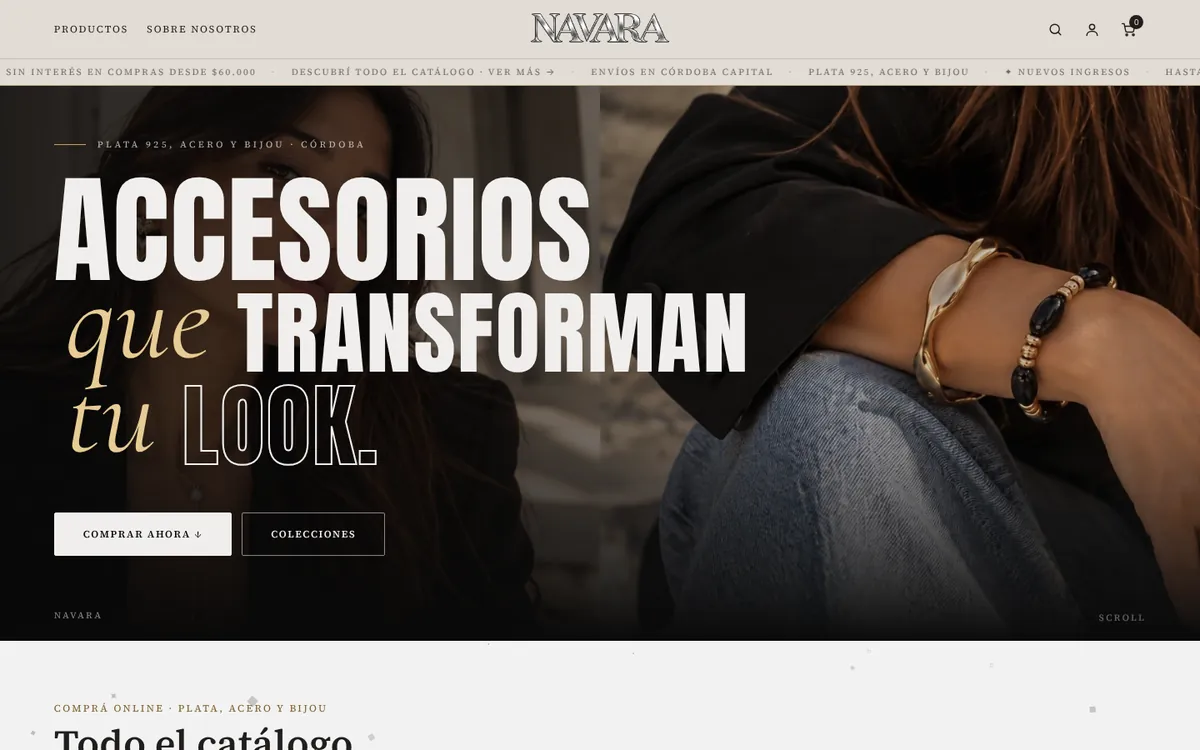 PRODUCTOS SOBRE NOSOTROS
NAVARA
0
SIN INTERÉS EN COMPRAS DESDE $60.000 · DESCUBRÍ TODO EL CATÁLOGO · VER MÁS → · ENVÍOS EN CÓRDOBA CAPITAL · PLATA 925, ACERO Y BIJOU · ✦ NUEVOS INGRESOS · HASTA
PLATA 925, ACERO Y BIJOU · CÓRDOBA
ACCESORIOS
que TRANSFORMAN
tu LOOK.
COMPRAR AHORA ↓
COLECCIONES
NAVARA
SCROLL
COMPRÁ ONLINE · PLATA, ACERO Y BIJOU
Todo el catálogo